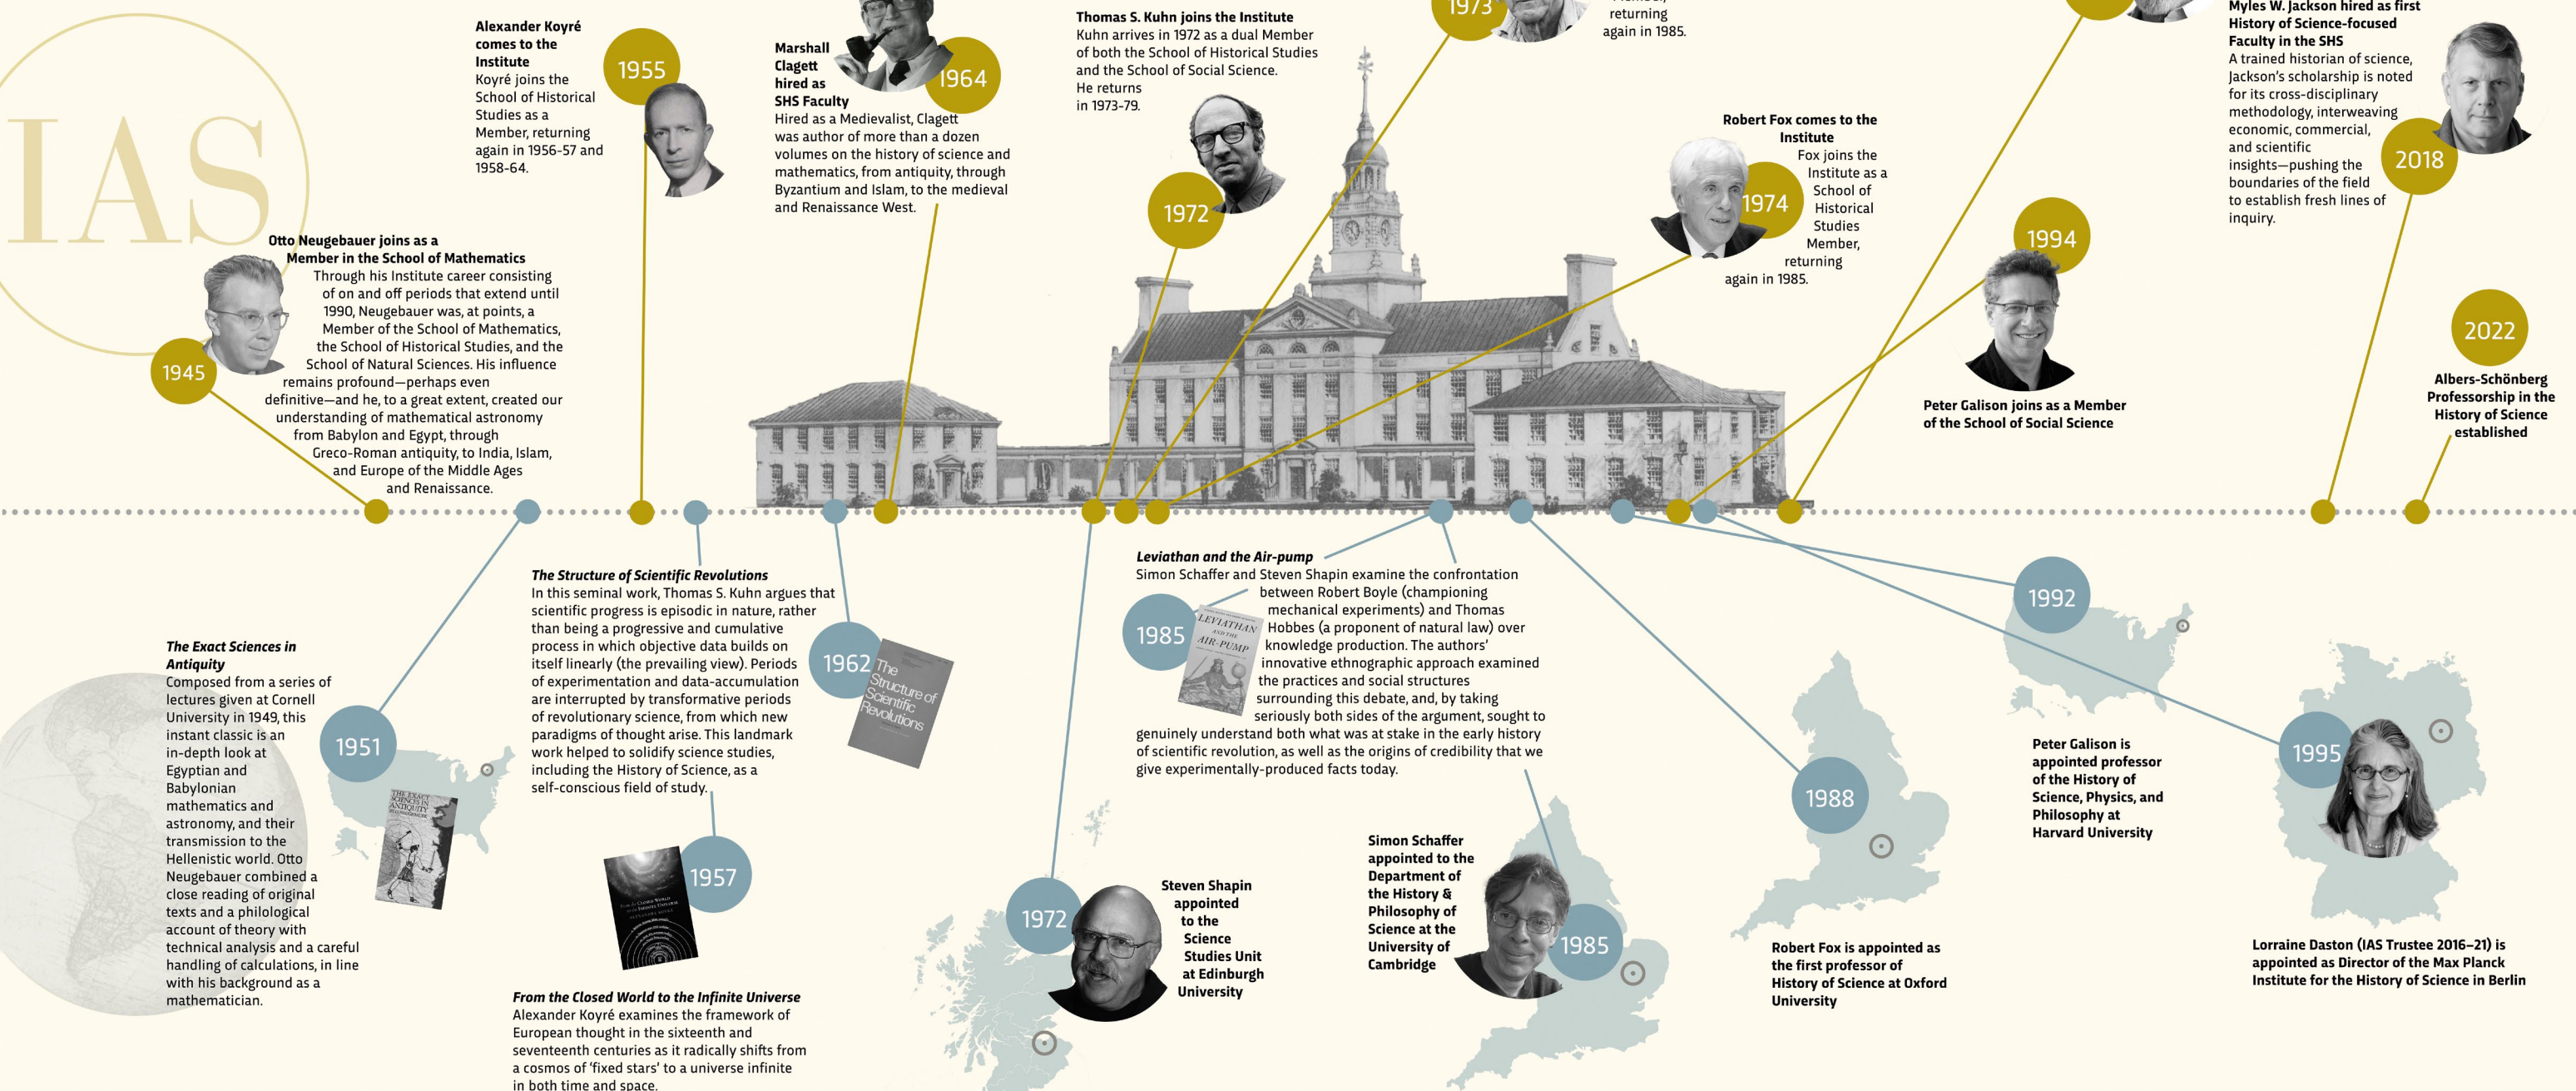 IAS
Alexander Koyré
comes to the
Institute
Koyré joins the
School of Historical
Studies as a
Member, returning
again in 1956-57 and
1958-64.
1955
Marshall
Clagett
hired as
SHS Faculty
Hired as a Medievalist, Clagett
was author of more than a dozen
volumes on the history of science and
mathematics, from antiquity, through
Byzantium and Islam, to the medieval
and Renaissance West.
1964
Thomas S. Kuhn joins the Institute
Kuhn arrives in 1972 as a dual Member
of both the School of Historical Studies
and the School of Social Science.
He returns
in 1973-79.
1972
1973
returning
again in 1985.
Robert Fox comes to the
Institute
Fox joins the
Institute as a
School of
Historical
Studies
Member,
returning
again in 1985.
1974
Myles W. Jackson hired as first
History of Science-focused
Faculty in the SHS
A trained historian of science,
Jackson's scholarship is noted
for its cross-disciplinary
methodology, interweaving
economic, commercial,
and scientific
insights—pushing the
boundaries of the field
to establish fresh lines of
inquiry.
2018
Otto Neugebauer joins as a
Member in the School of Mathematics
Through his Institute career consisting
of on and off periods that extend until
1990, Neugebauer was, at points, a
Member of the School of Mathematics,
the School of Historical Studies, and the
School of Natural Sciences. His influence
remains profound—perhaps even
definitive—and he, to a great extent, created our
understanding of mathematical astronomy
from Babylon and Egypt, through
Greco-Roman antiquity, to India, Islam,
and Europe of the Middle Ages
and Renaissance.
1945
1994
Peter Galison joins as a Member
of the School of Social Science
2022
Albers-Schönberg
Professorship in the
History of Science
established
The Exact Sciences in
Antiquity
Composed from a series of
lectures given at Cornell
University in 1949, this
instant classic is an
in-depth look at
Egyptian and
Babylonian
mathematics and
astronomy, and their
transmission to the
Hellenistic world. Otto
Neugebauer combined a
close reading of original
texts and a philological
account of theory with
technical analysis and a careful
handling of calculations, in line
with his background as a
mathematician.
1951
THE EXACT
SCIENCES IN
ANTIQUITY
The Structure of Scientific Revolutions
In this seminal work, Thomas S. Kuhn argues that
scientific progress is episodic in nature, rather
than being a progressive and cumulative
process in which objective data builds on
itself linearly (the prevailing view). Periods
of experimentation and data-accumulation
are interrupted by transformative periods
of revolutionary science, from which new
paradigms of thought arise. This landmark
work helped to solidify science studies,
including the History of Science, as a
self-conscious field of study.
1962
The
Structure of
Scientific
Revolutions
1957
From the Closed World to the Infinite Universe
Alexander Koyré examines the framework of
European thought in the sixteenth and
seventeenth centuries as it radically shifts from
a cosmos of 'fixed stars' to a universe infinite
in both time and space.
Leviathan and the Air-pump
Simon Schaffer and Steven Shapin examine the confrontation
between Robert Boyle (championing
mechanical experiments) and Thomas
Hobbes (a proponent of natural law) over
knowledge production. The authors'
innovative ethnographic approach examined
the practices and social structures
surrounding this debate, and, by taking
seriously both sides of the argument, sought to
genuinely understand both what was at stake in the early history
of scientific revolution, as well as the origins of credibility that we
give experimentally-produced facts today.
1985
LEVIATHAN
AND THE
AIR-PUMP
1972
Steven Shapin
appointed
to the
Science
Studies Unit
at Edinburgh
University
Simon Schaffer
appointed to the
Department of
the History &
Philosophy of
Science at the
University of
Cambridge
1985
1988
Robert Fox is appointed as
the first professor of
History of Science at Oxford
University
1992
Peter Galison is
appointed professor
of the History of
Science, Physics, and
Philosophy at
Harvard University
1995
Lorraine Daston (IAS Trustee 2016–21) is
appointed as Director of the Max Planck
Institute for the History of Science in Berlin